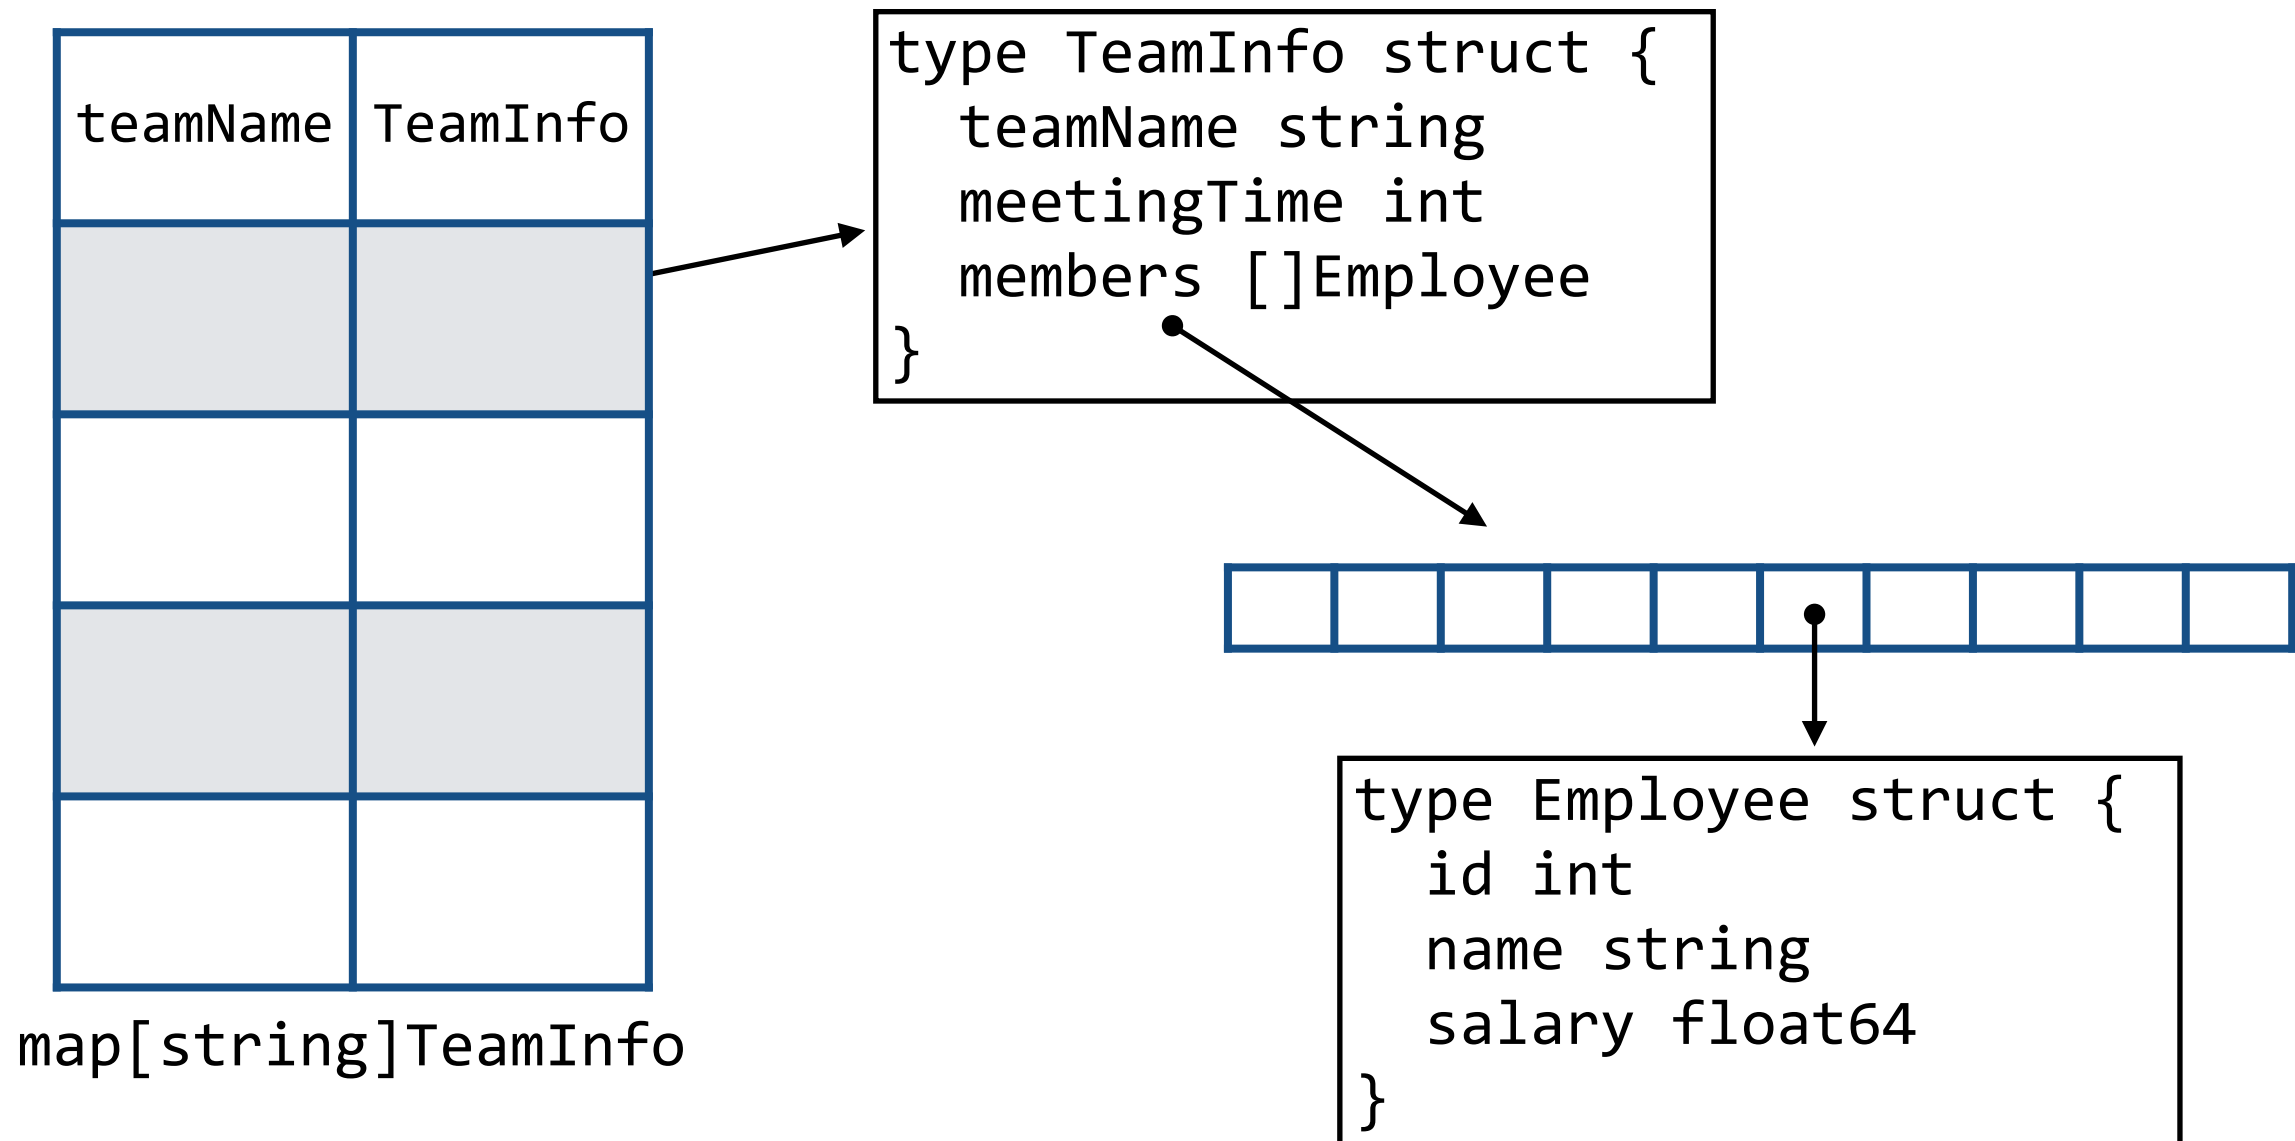 teamName TeamInfo
map[string]TeamInfo
type TeamInfo struct {
  teamName string
  meetingTime int
  members []Employee
}
type Employee struct {
  id int
  name string
  salary float64
}